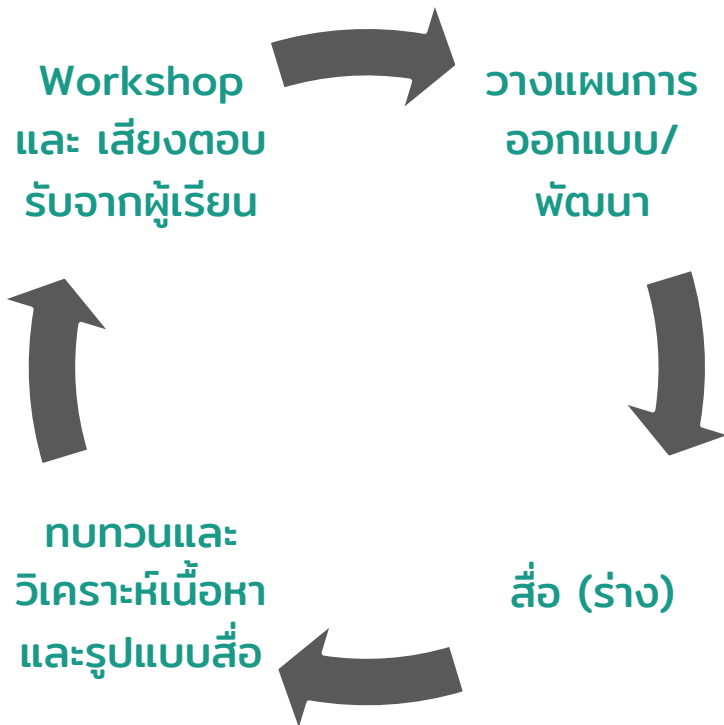 Workshop
และ เสียงตอบ
รับจากผู้เรียน
วางแผนการ
ออกแบบ/
พัฒนา
สื่อ (ร่าง)
ทบทวนและ
วิเคราะห์เนื้อหา
และรูปแบบสื่อ